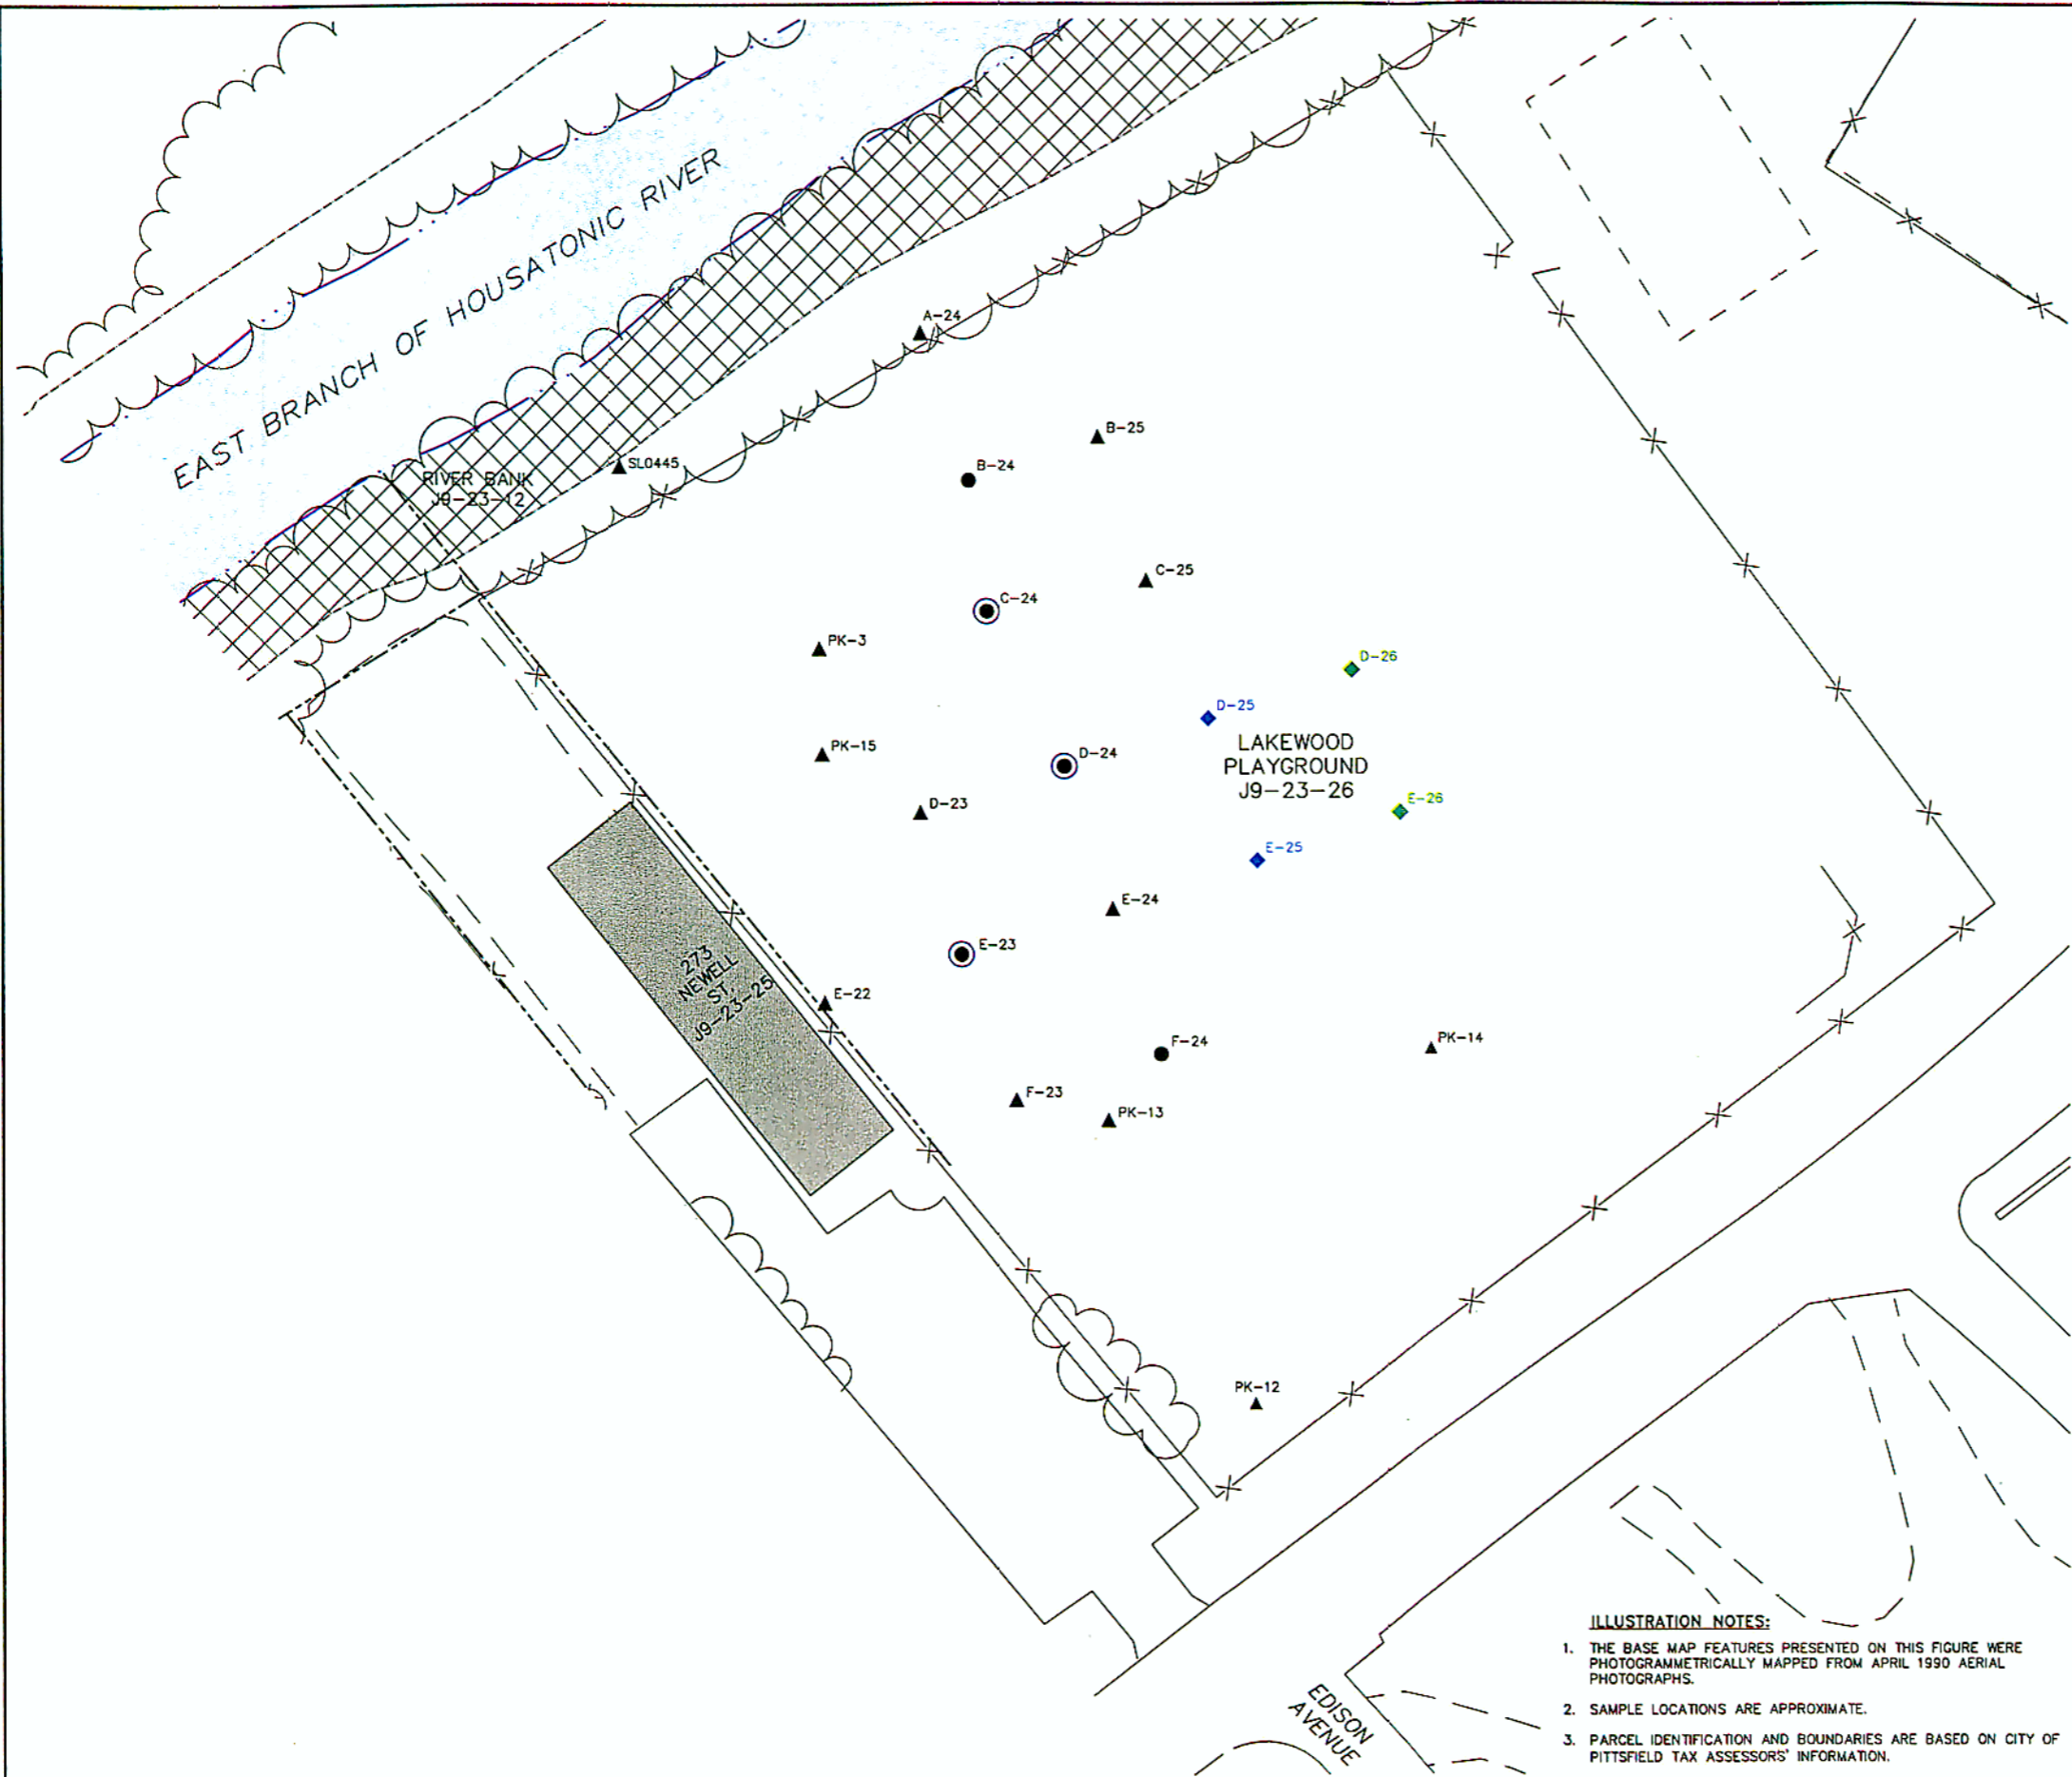 EAST BRANCH OF HOUSATONIC RIVER
A-24
B-25
B-24
SL0445
RIVER BANK
J9-23-12
C-25
C-24
PK-3
D-26
D-25
LAKEWOOD
PLAYGROUND
J9-23-26
PK-15
D-24
D-23
E-26
E-25
E-24
E-23
273
NEWELL
ST.
J9-23-25
E-22
F-24
PK-14
F-23
PK-13
PK-12
EDISON
AVENUE
ILLUSTRATION NOTES:
1. THE BASE MAP FEATURES PRESENTED ON THIS FIGURE WERE
PHOTOGRAMMETRICALLY MAPPED FROM APRIL 1990 AERIAL
PHOTOGRAPHS.
2. SAMPLE LOCATIONS ARE APPROXIMATE.
3. PARCEL IDENTIFICATION AND BOUNDARIES ARE BASED ON CITY OF
PITTSFIELD TAX ASSESSORS' INFORMATION.